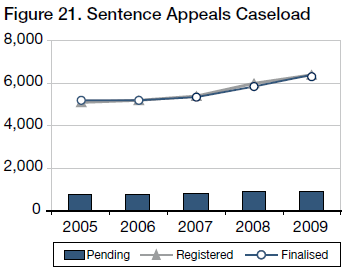 Figure 21. Sentence Appeals Caseload
8,000
6,000
4,000
2,000
0
2005 2006 2007 2008 2009
Pending Registered Finalised